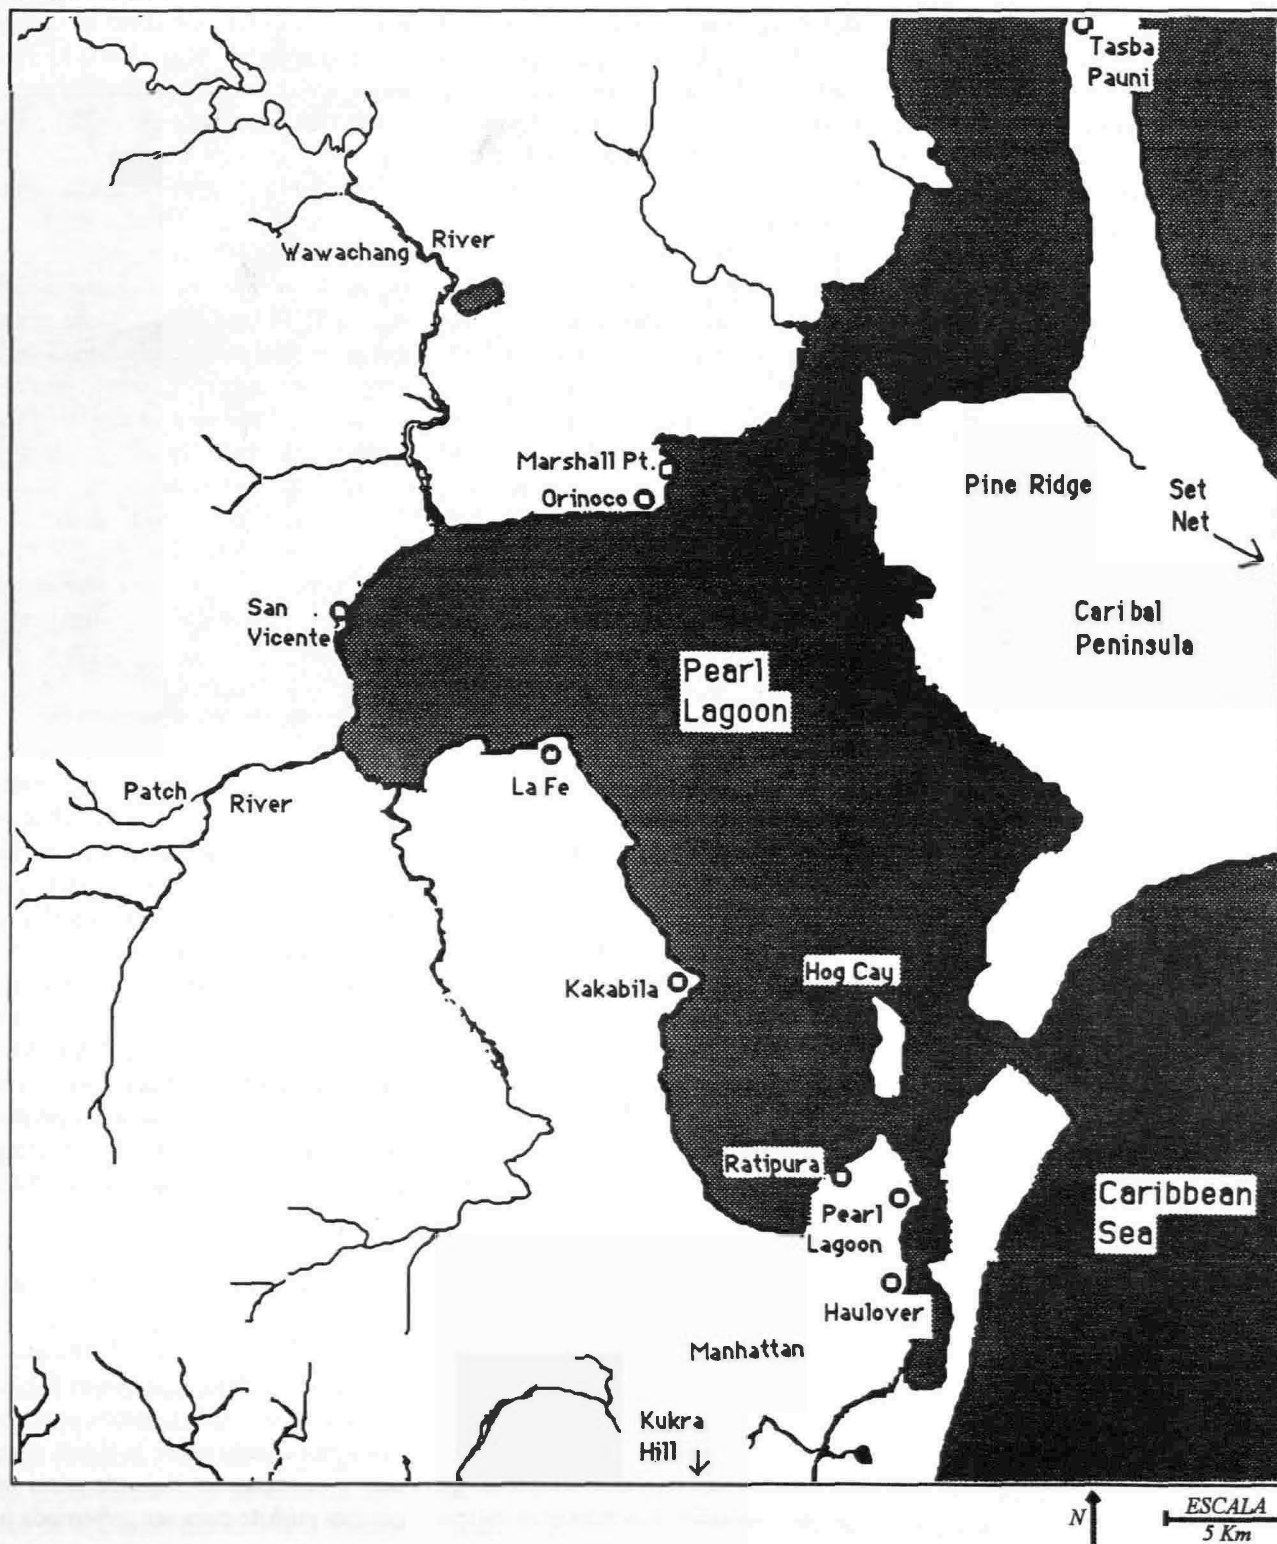 Tasba
Pauni
Wawachang River
Marshall Pt.
Orinoco
Pine Ridge
Set
Net
San
Vicente
Caribal
Peninsula
Pearl
Lagoon
La Fe
Patch River
Kakabila
Hog Cay
Ratipura
Pearl
Lagoon
Caribbean
Sea
Haulover
Manhattan
Kukra
Hill
N
ESCALA
5 Km